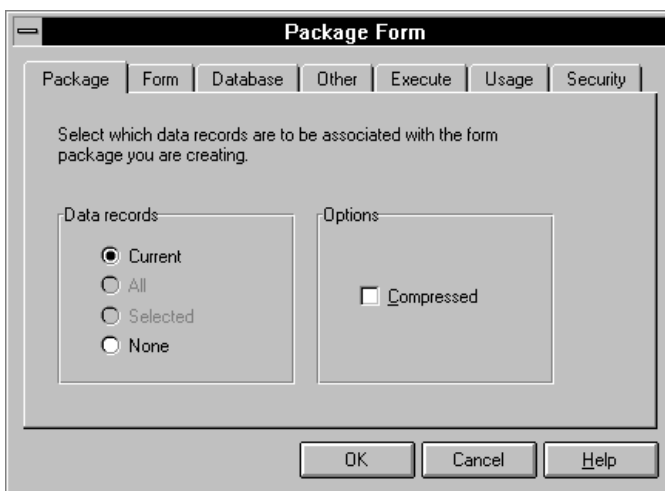 Package Form
Package Form Database Other Execute Usage Security
Select which data records are to be associated with the form
package you are creating.
Data records
Current
All
Selected
None
Options
Compressed
OK Cancel Help